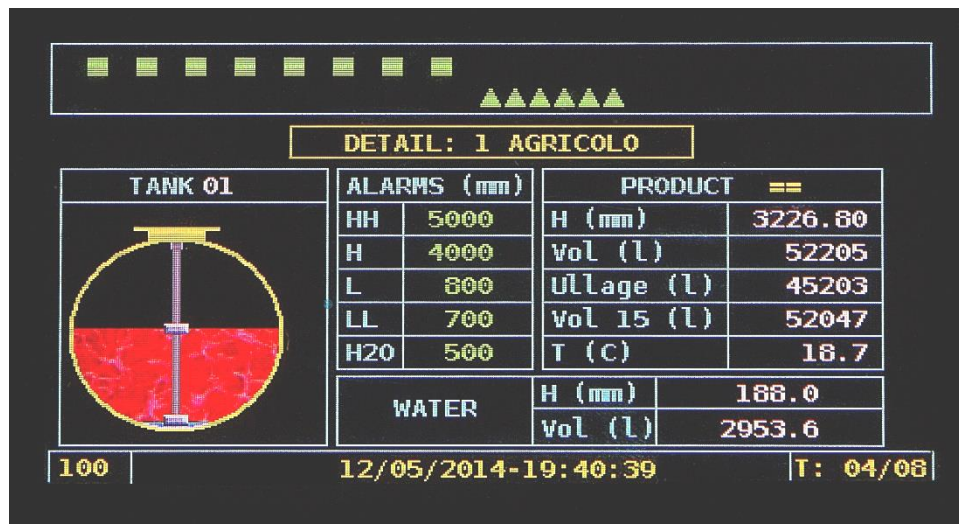 DETAIL: 1 AGRICOLO
TANK 01
ALARMS (mm)
HH 5000
H 4000
L 800
LL 700
H2O 500
PRODUCT ==
H (mm) 3226.80
Vol (l) 52205
Ullage (l) 45203
Vol 15 (l) 52047
T (C) 18.7
WATER
H (mm) 188.0
Vol (l) 2953.6
100 12/05/2014-19:40:39 T: 04/08